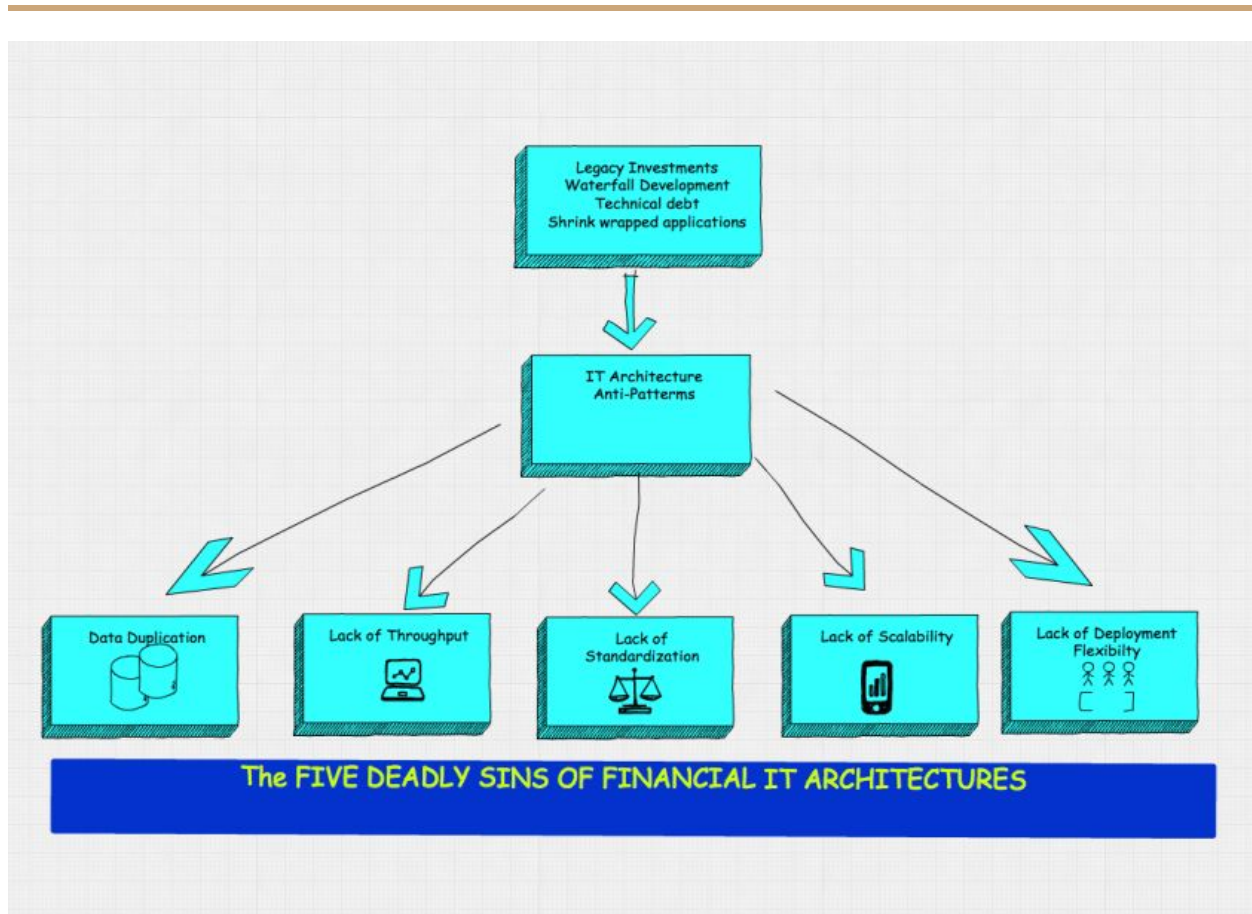 Legacy Investments
Waterfall Development
Technical debt
Shrink wrapped applications
IT Architecture
Anti-Patterms
Data Duplication
Lack of Throughput
Lack of
Standardization
Lack of Scalability
Lack of Deployment
Flexibilty
The FIVE DEADLY SINS OF FINANCIAL IT ARCHITECTURES